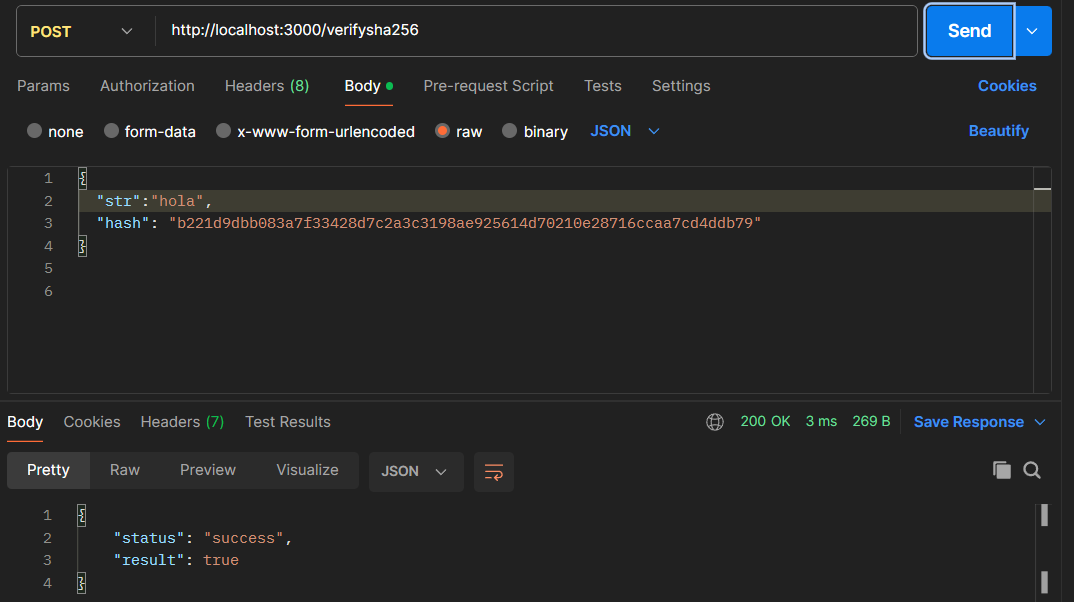 POST http://localhost:3000/verifysha256 Send
Params Authorization Headers (8) Body Pre-request Script Tests Settings Cookies
none form-data x-www-form-urlencoded raw binary JSON Beautify
1 {
2 "str":"hola",
3 "hash": "b221d9dbb083a7f33428d7c2a3c3198ae925614d70210e28716ccaa7cd4ddb79"
4 }
5
6
Body Cookies Headers (7) Test Results 200 OK 3 ms 269 B Save Response
Pretty Raw Preview Visualize JSON
1 {
2 "status": "success",
3 "result": true
4 }